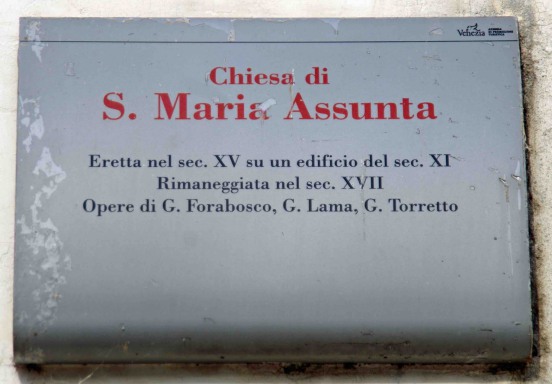 Venezia
Chiesa di
S. Maria Assunta
Eretta nel sec. XV su un edificio del sec. XI
Rimaneggiata nel sec. XVII
Opere di G. Forabosco, G. Lama, G. Torretto